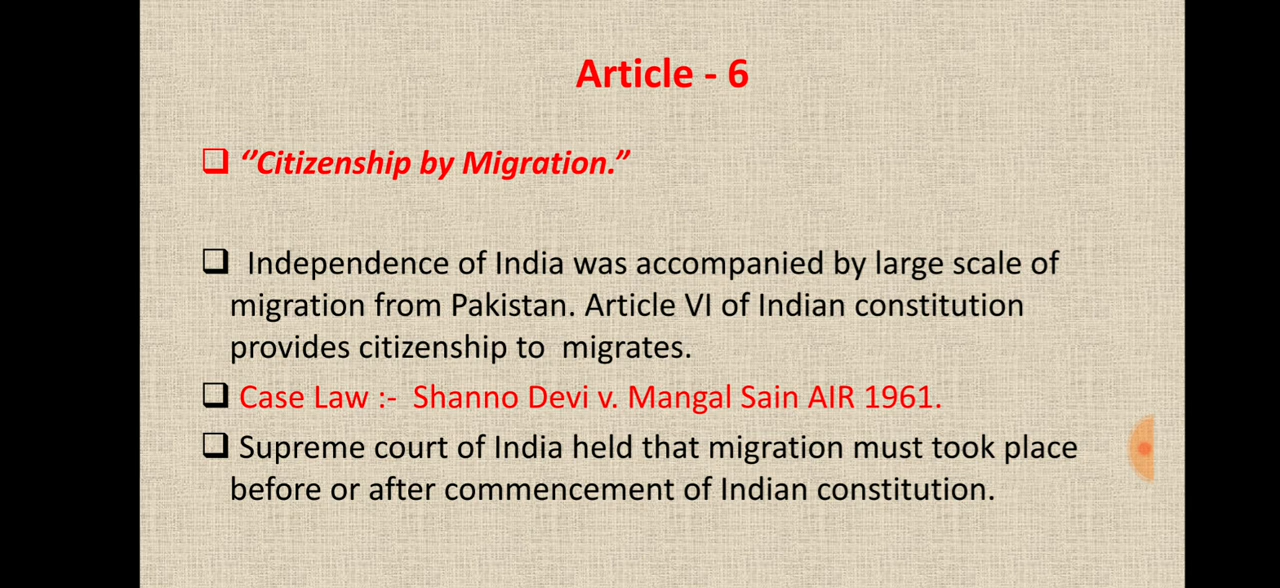 Article - 6
‘’Citizenship by Migration.”
Independence of India was accompanied by large scale of
migration from Pakistan. Article VI of Indian constitution
provides citizenship to migrates.
Case Law :- Shanno Devi v. Mangal Sain AIR 1961.
Supreme court of India held that migration must took place
before or after commencement of Indian constitution.